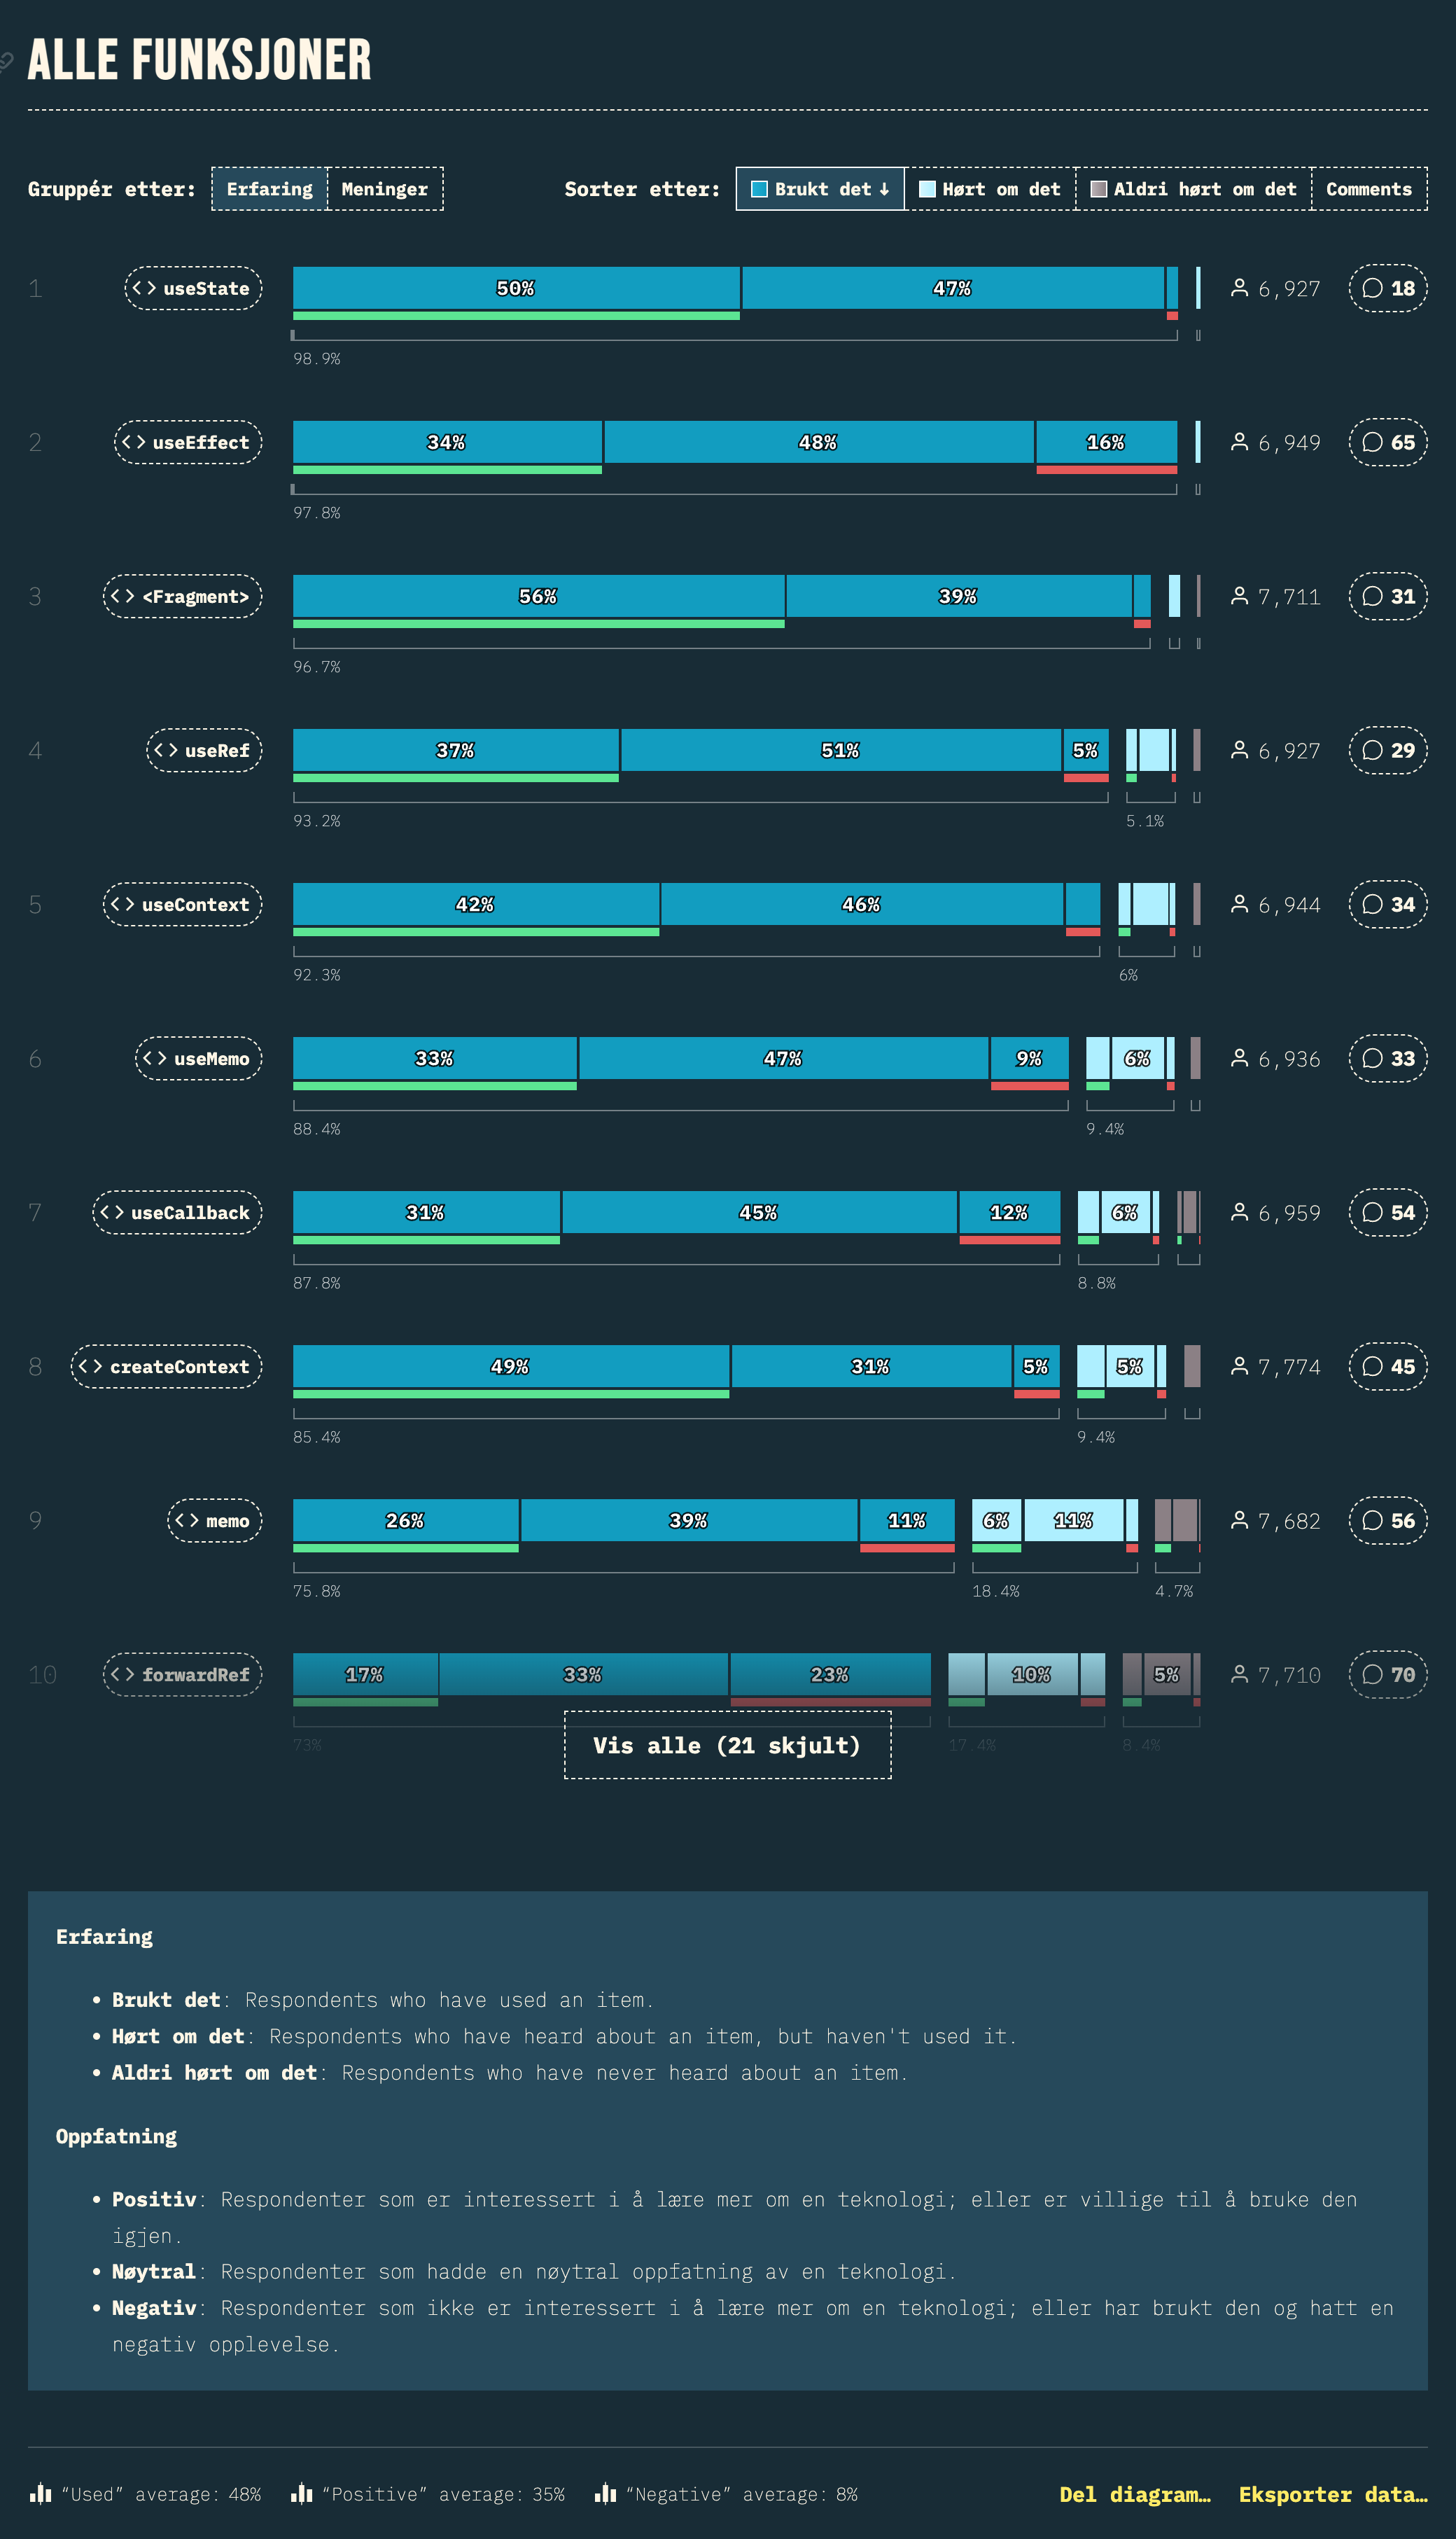 ALLE FUNKSJONER
Gruppér etter: Erfaring Meninger Sorter etter: Brukt det ↓ Hørt om det Aldri hørt om det Comments
1 <> useState 50% 47% 6,927 18
98.9%
2 <> useEffect 34% 48% 16% 6,949 65
97.8%
3 <> <Fragment> 56% 39% 7,711 31
96.7%
4 <> useRef 37% 51% 5% 6,927 29
93.2% 5.1%
5 <> useContext 42% 46% 6,944 34
92.3% 6%
6 <> useMemo 33% 47% 9% 6% 6,936 33
88.4% 9.4%
7 <> useCallback 31% 45% 12% 6% 6,959 54
87.8% 8.8%
8 <> createContext 49% 31% 5% 5% 7,774 45
85.4% 9.4%
9 <> memo 26% 39% 11% 6% 11% 7,682 56
75.8% 18.4% 4.7%
10 <> forwardRef 17% 33% 23% 10% 5% 7,710 70
73% Vis alle (21 skjult) 17.4% 8.4%
Erfaring
• Brukt det: Respondents who have used an item.
• Hørt om det: Respondents who have heard about an item, but haven't used it.
• Aldri hørt om det: Respondents who have never heard about an item.
Oppfatning
• Positiv: Respondenter som er interessert i å lære mer om en teknologi; eller er villige til å bruke den
igjen.
• Nøytral: Respondenter som hadde en nøytral oppfatning av en teknologi.
• Negativ: Respondenter som ikke er interessert i å lære mer om en teknologi; eller har brukt den og hatt en
negativ opplevelse.
“Used” average: 48% “Positive” average: 35% “Negative” average: 8% Del diagram… Eksporter data…